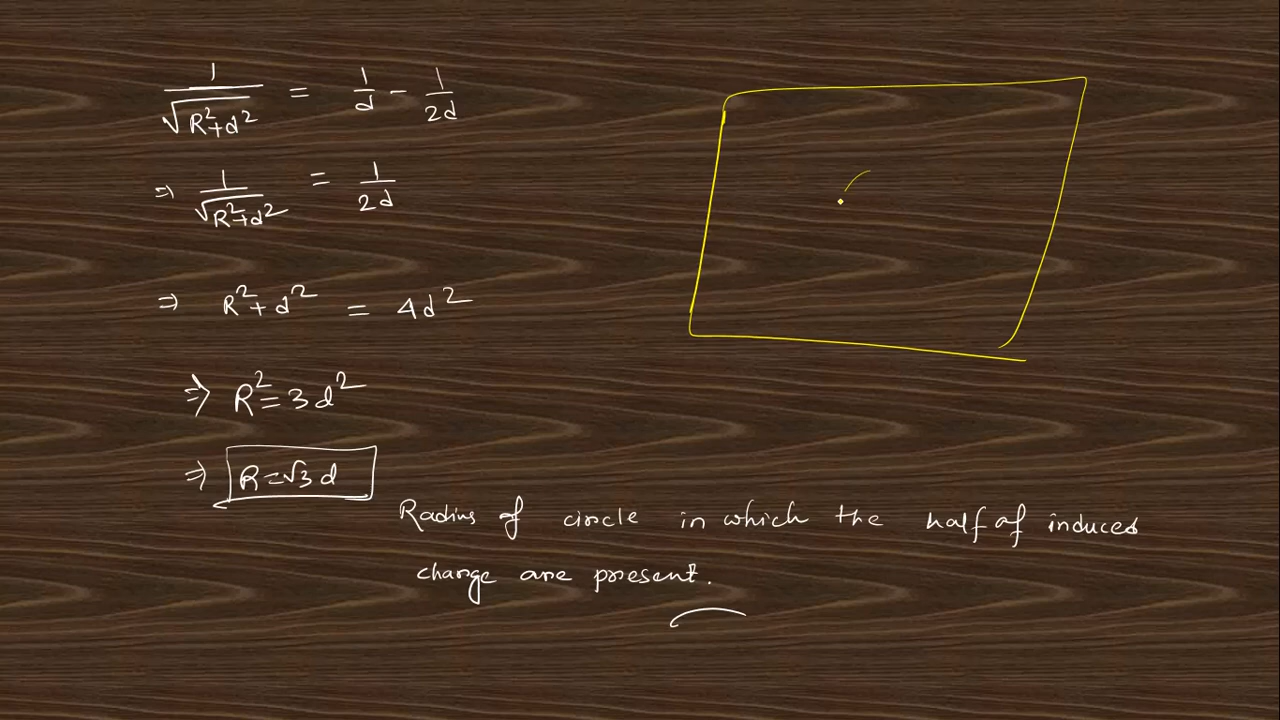 1/√(R²+d²) = 1/d - 1/2d
⇒ 1/√(R²+d²) = 1/2d
⇒ R²+d² = 4d²
⇒ R²=3d²
⇒ R=√3 d
Radius of circle in which the half of induced
charge are present.